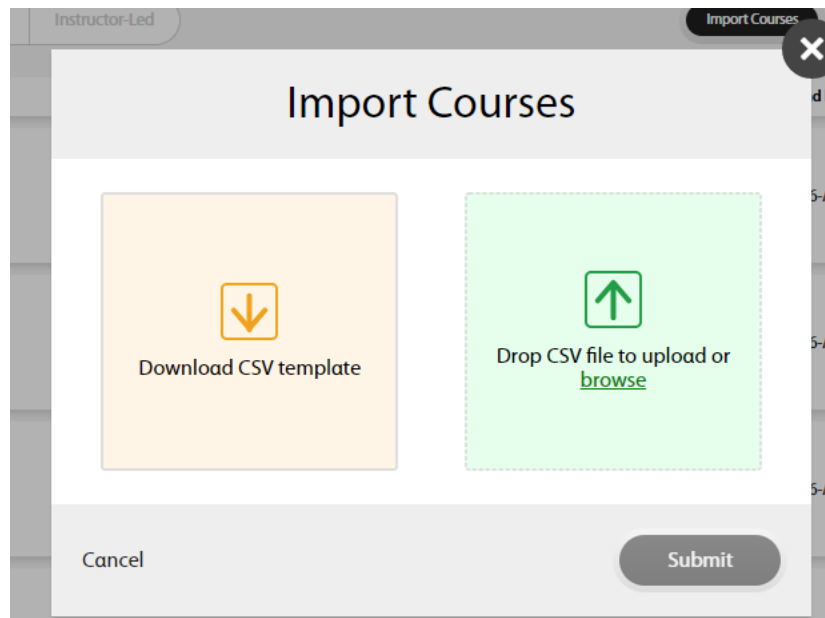 Instructor-Led
Import Courses
Import Courses
Download CSV template
Drop CSV file to upload or
browse
Cancel
Submit